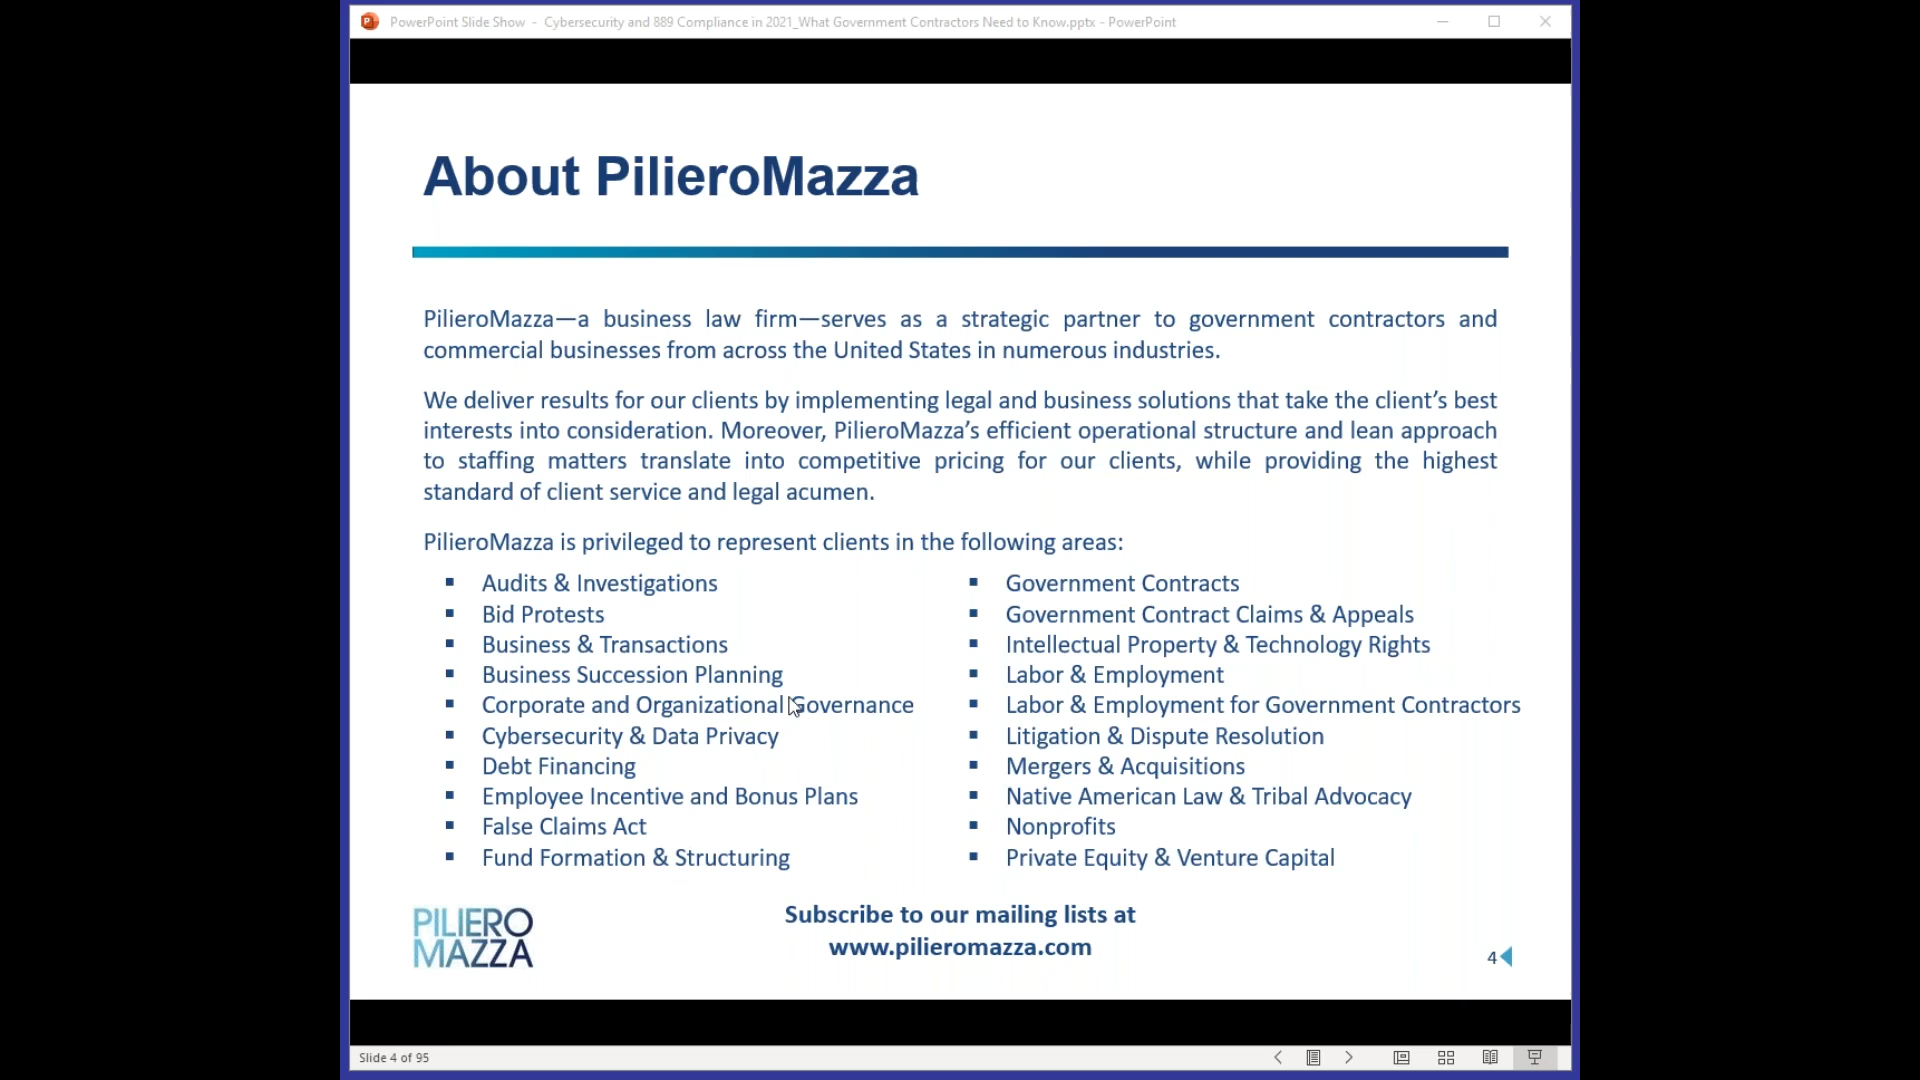 PowerPoint Slide Show - Cybersecurity and 889 Compliance in 2021_What Government Contractors Need to Know.pptx - PowerPoint
About PilieroMazza
PilieroMazza—a business law firm—serves as a strategic partner to government contractors and
commercial businesses from across the United States in numerous industries.
We deliver results for our clients by implementing legal and business solutions that take the client’s best
interests into consideration. Moreover, PilieroMazza’s efficient operational structure and lean approach
to staffing matters translate into competitive pricing for our clients, while providing the highest
standard of client service and legal acumen.
PilieroMazza is privileged to represent clients in the following areas:
▪ Audits & Investigations
▪ Bid Protests
▪ Business & Transactions
▪ Business Succession Planning
▪ Corporate and Organizational Governance
▪ Cybersecurity & Data Privacy
▪ Debt Financing
▪ Employee Incentive and Bonus Plans
▪ False Claims Act
▪ Fund Formation & Structuring
▪ Government Contracts
▪ Government Contract Claims & Appeals
▪ Intellectual Property & Technology Rights
▪ Labor & Employment
▪ Labor & Employment for Government Contractors
▪ Litigation & Dispute Resolution
▪ Mergers & Acquisitions
▪ Native American Law & Tribal Advocacy
▪ Nonprofits
▪ Private Equity & Venture Capital
PILIERO
MAZZA
Subscribe to our mailing lists at
www.pilieromazza.com
4
Slide 4 of 95